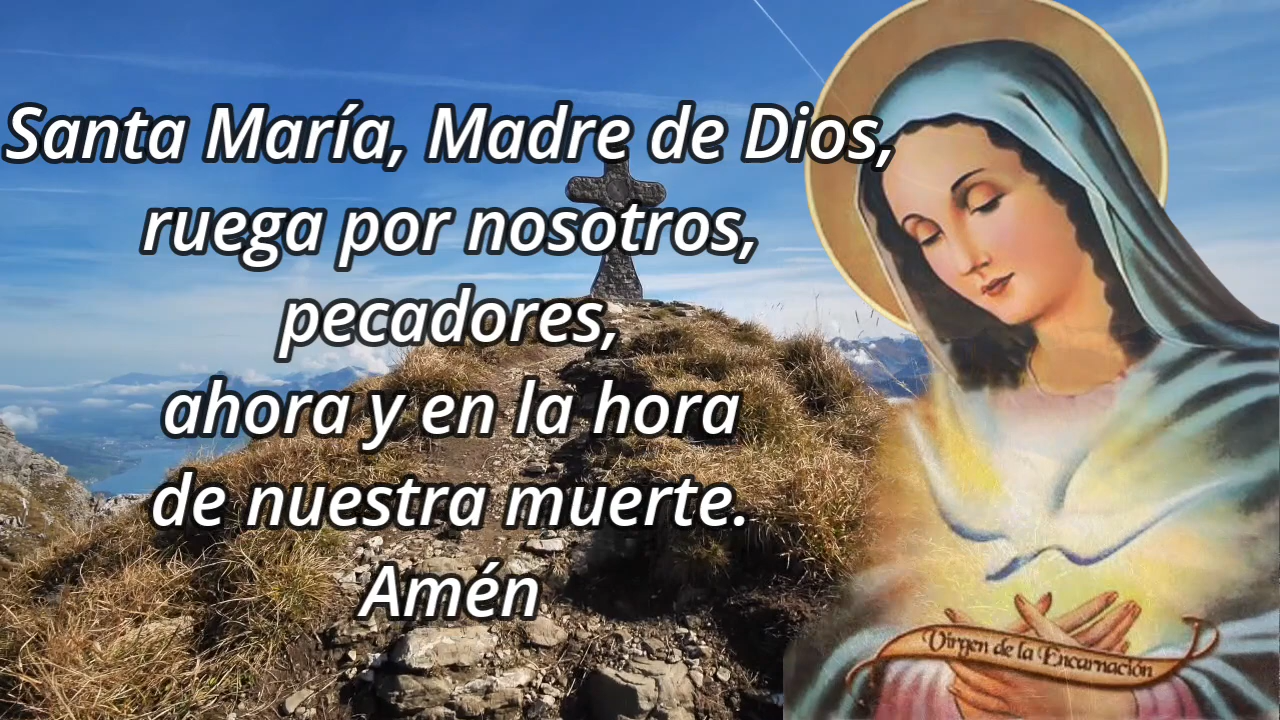 Santa María, Madre de Dios,
ruega por nosotros,
pecadores,
ahora y en la hora
de nuestra muerte.
Amén
Virgen de la Encarnación